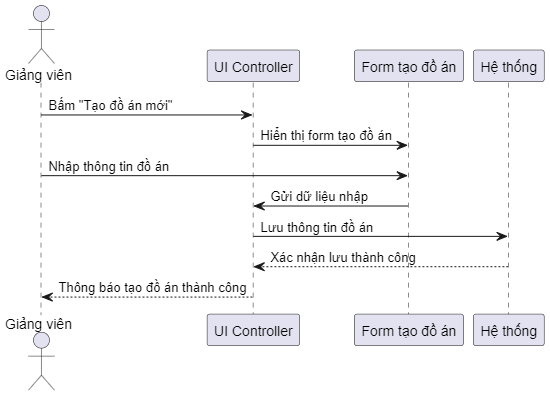 Giảng viên
UI Controller
Form tạo đồ án
Hệ thống
Bấm "Tạo đồ án mới"
Hiển thị form tạo đồ án
Nhập thông tin đồ án
Gửi dữ liệu nhập
Lưu thông tin đồ án
Xác nhận lưu thành công
Thông báo tạo đồ án thành công
Giảng viên
UI Controller
Form tạo đồ án
Hệ thống